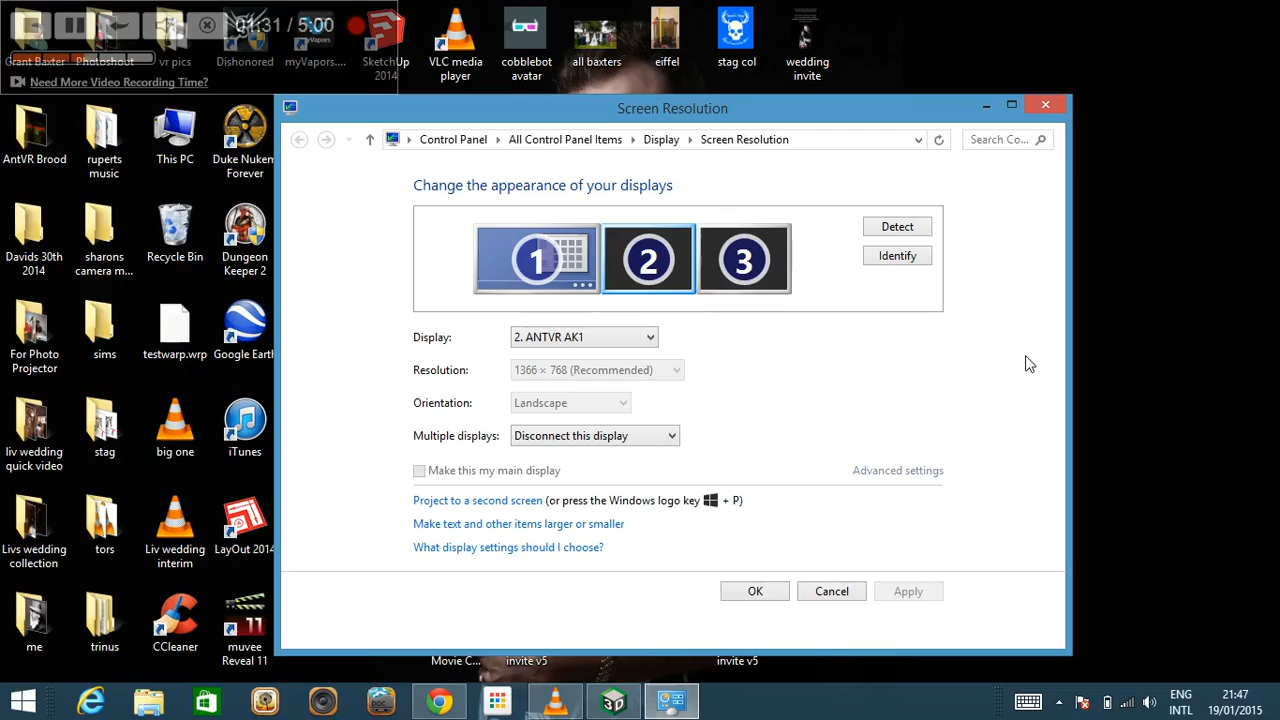 01:31 / 5:00
Grant Baxter
Photoshoot
vr pics
Dishonored
myVapors....
SketchUp
2014
VLC media
player
cobblebot
avatar
all baxters
eiffel
stag col
wedding
invite
Need More Video Recording Time?
Screen Resolution
AntVR Brood
ruperts
music
This PC
Duke Nukem
Forever
Control Panel
All Control Panel Items
Display
Screen Resolution
Search Co...
Change the appearance of your displays
1
2
3
Detect
Identify
Davids 30th
2014
sharons
camera m...
Recycle Bin
Dungeon
Keeper 2
Display:
2. ANTVR AK1
Resolution:
1366 × 768 (Recommended)
Orientation:
Landscape
Multiple displays:
Disconnect this display
Make this my main display
Advanced settings
Project to a second screen (or press the Windows logo key + P)
Make text and other items larger or smaller
What display settings should I choose?
OK
Cancel
Apply
For Photo
Projector
sims
testwarp.wrp
Google Earth
liv wedding
quick video
stag
big one
iTunes
Livs wedding
collection
tors
Liv wedding
interim
LayOut 2014
me
trinus
CCleaner
11
muvee
Reveal 11
Movie C...
invite v5
invite v5
DOC
3D
ENG
INTL
21:47
19/01/2015